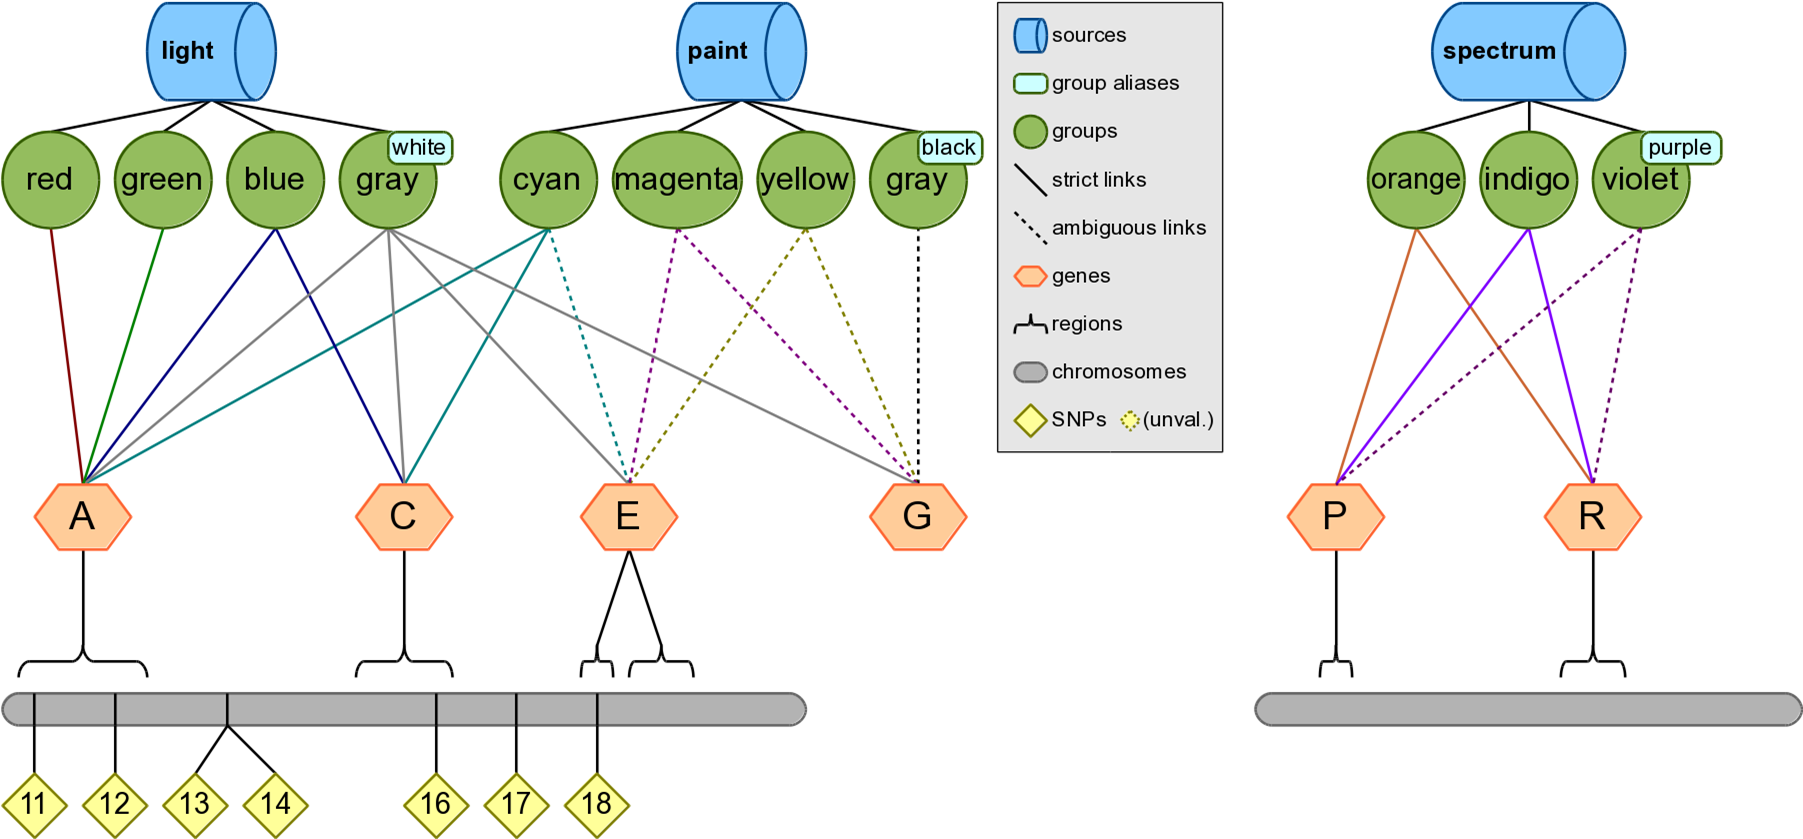 light
paint
spectrum
sources
group aliases
groups
strict links
ambiguous links
genes
regions
chromosomes
SNPs (unval.)
red
green
blue
gray
white
cyan
magenta
yellow
gray
black
orange
indigo
violet
purple
A
C
E
G
P
R
11
12
13
14
16
17
18